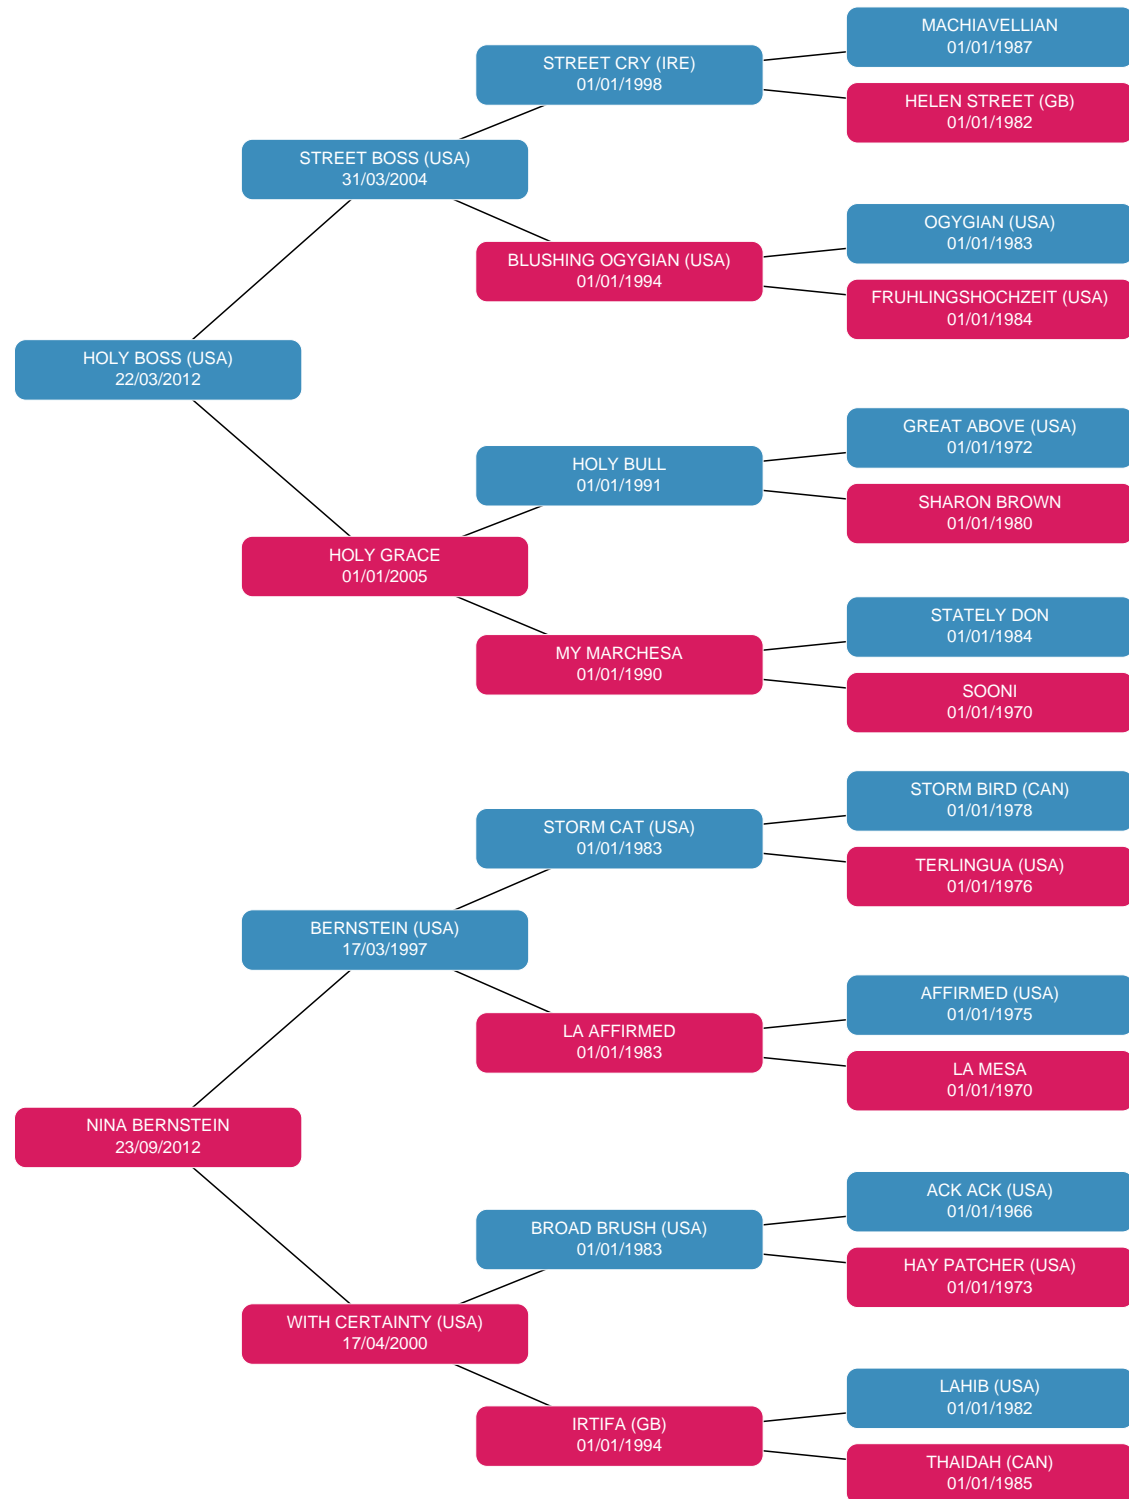 MACHIAVELLIAN
01/01/1987
STREET CRY (IRE)
01/01/1998
HELEN STREET (GB)
01/01/1982
STREET BOSS (USA)
31/03/2004
OGYGIAN (USA)
01/01/1983
BLUSHING OGYGIAN (USA)
01/01/1994
FRUHLINGSHOCHZEIT (USA)
01/01/1984
HOLY BOSS (USA)
22/03/2012
GREAT ABOVE (USA)
01/01/1972
HOLY BULL
01/01/1991
SHARON BROWN
01/01/1980
HOLY GRACE
01/01/2005
STATELY DON
01/01/1984
MY MARCHESA
01/01/1990
SOONI
01/01/1970
STORM BIRD (CAN)
01/01/1978
STORM CAT (USA)
01/01/1983
TERLINGUA (USA)
01/01/1976
BERNSTEIN (USA)
17/03/1997
AFFIRMED (USA)
01/01/1975
LA AFFIRMED
01/01/1983
LA MESA
01/01/1970
NINA BERNSTEIN
23/09/2012
ACK ACK (USA)
01/01/1966
BROAD BRUSH (USA)
01/01/1983
HAY PATCHER (USA)
01/01/1973
WITH CERTAINTY (USA)
17/04/2000
LAHIB (USA)
01/01/1982
IRTIFA (GB)
01/01/1994
THAIDAH (CAN)
01/01/1985